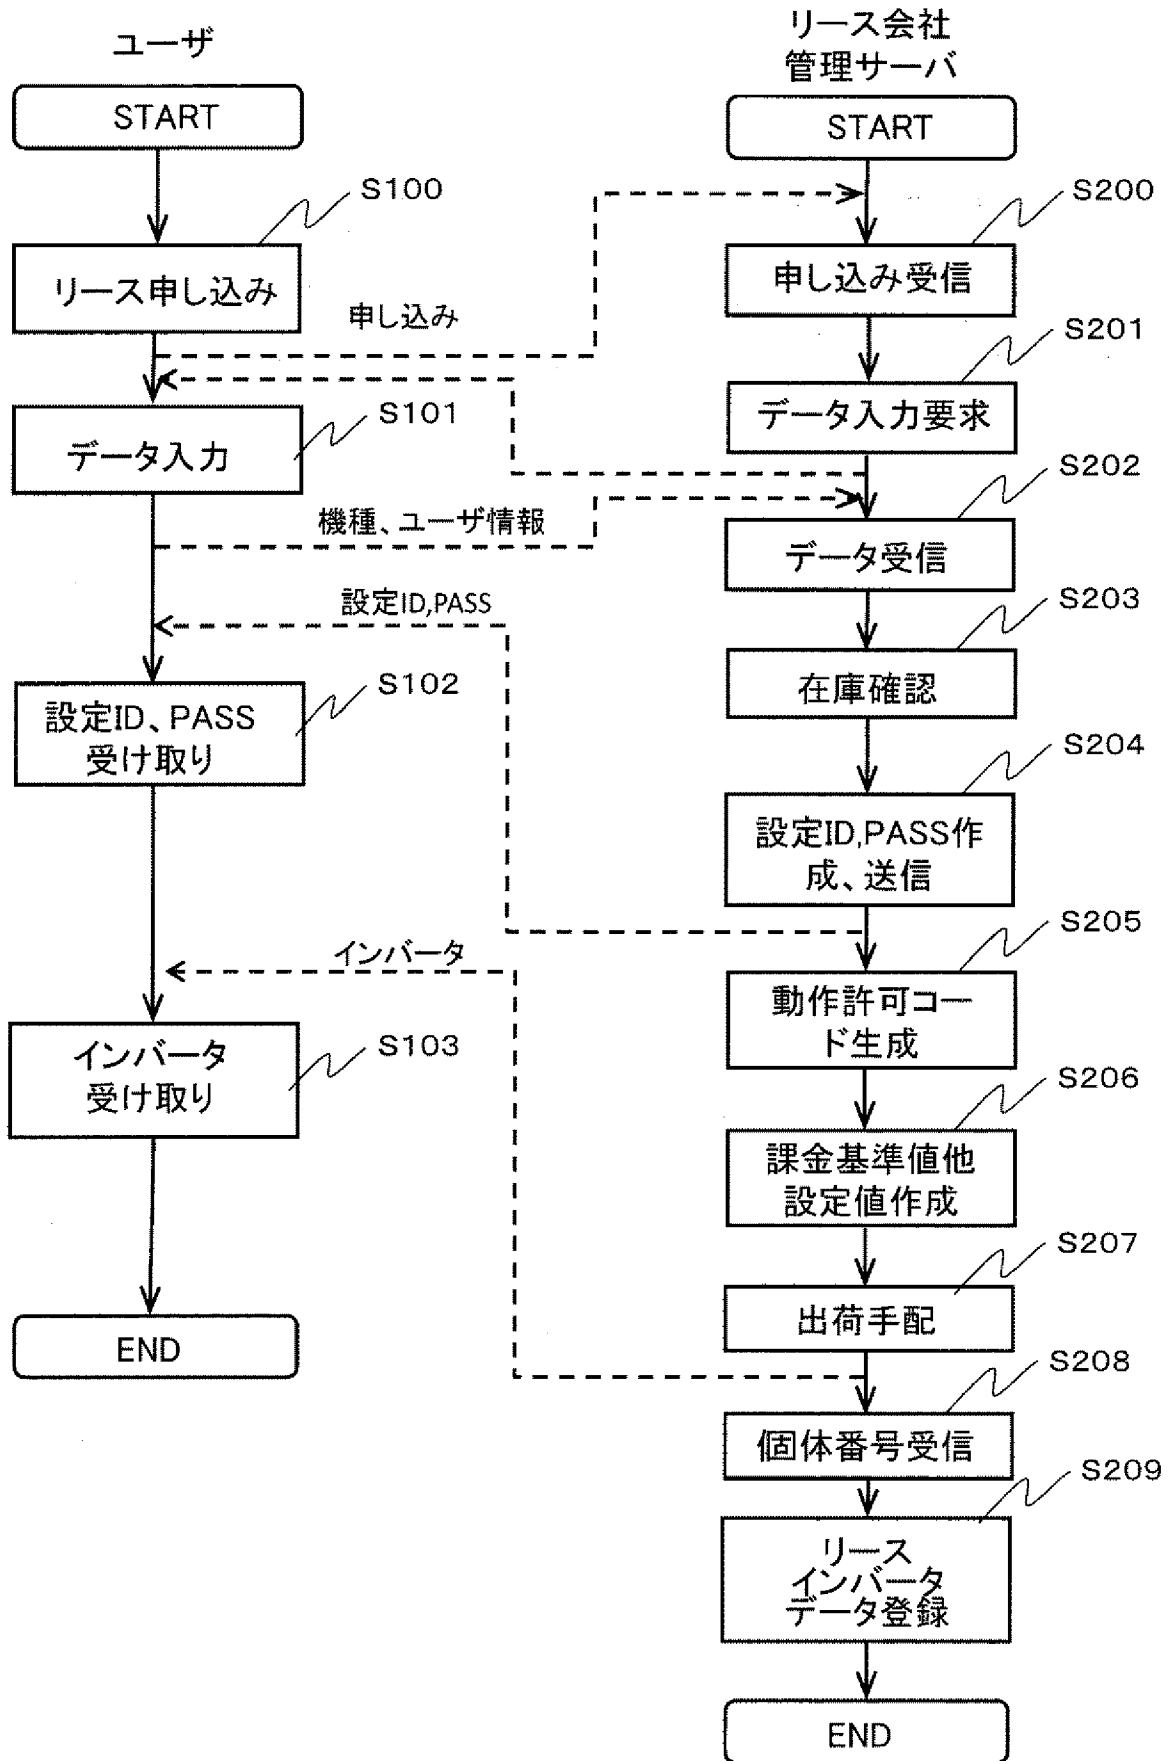 ユーザ
START
S100
リース申し込み
申し込み
S101
データ入力
機種、ユーザ情報
設定ID,PASS
S102
設定ID、PASS
受け取り
インバータ
S103
インバータ
受け取り
END
リース会社
管理サーバ
START
S200
申し込み受信
S201
データ入力要求
S202
データ受信
S203
在庫確認
S204
設定ID,PASS作
成、送信
S205
動作許可コー
ド生成
S206
課金基準値他
設定値作成
S207
出荷手配
S208
個体番号受信
S209
リース
インバータ
データ登録
END